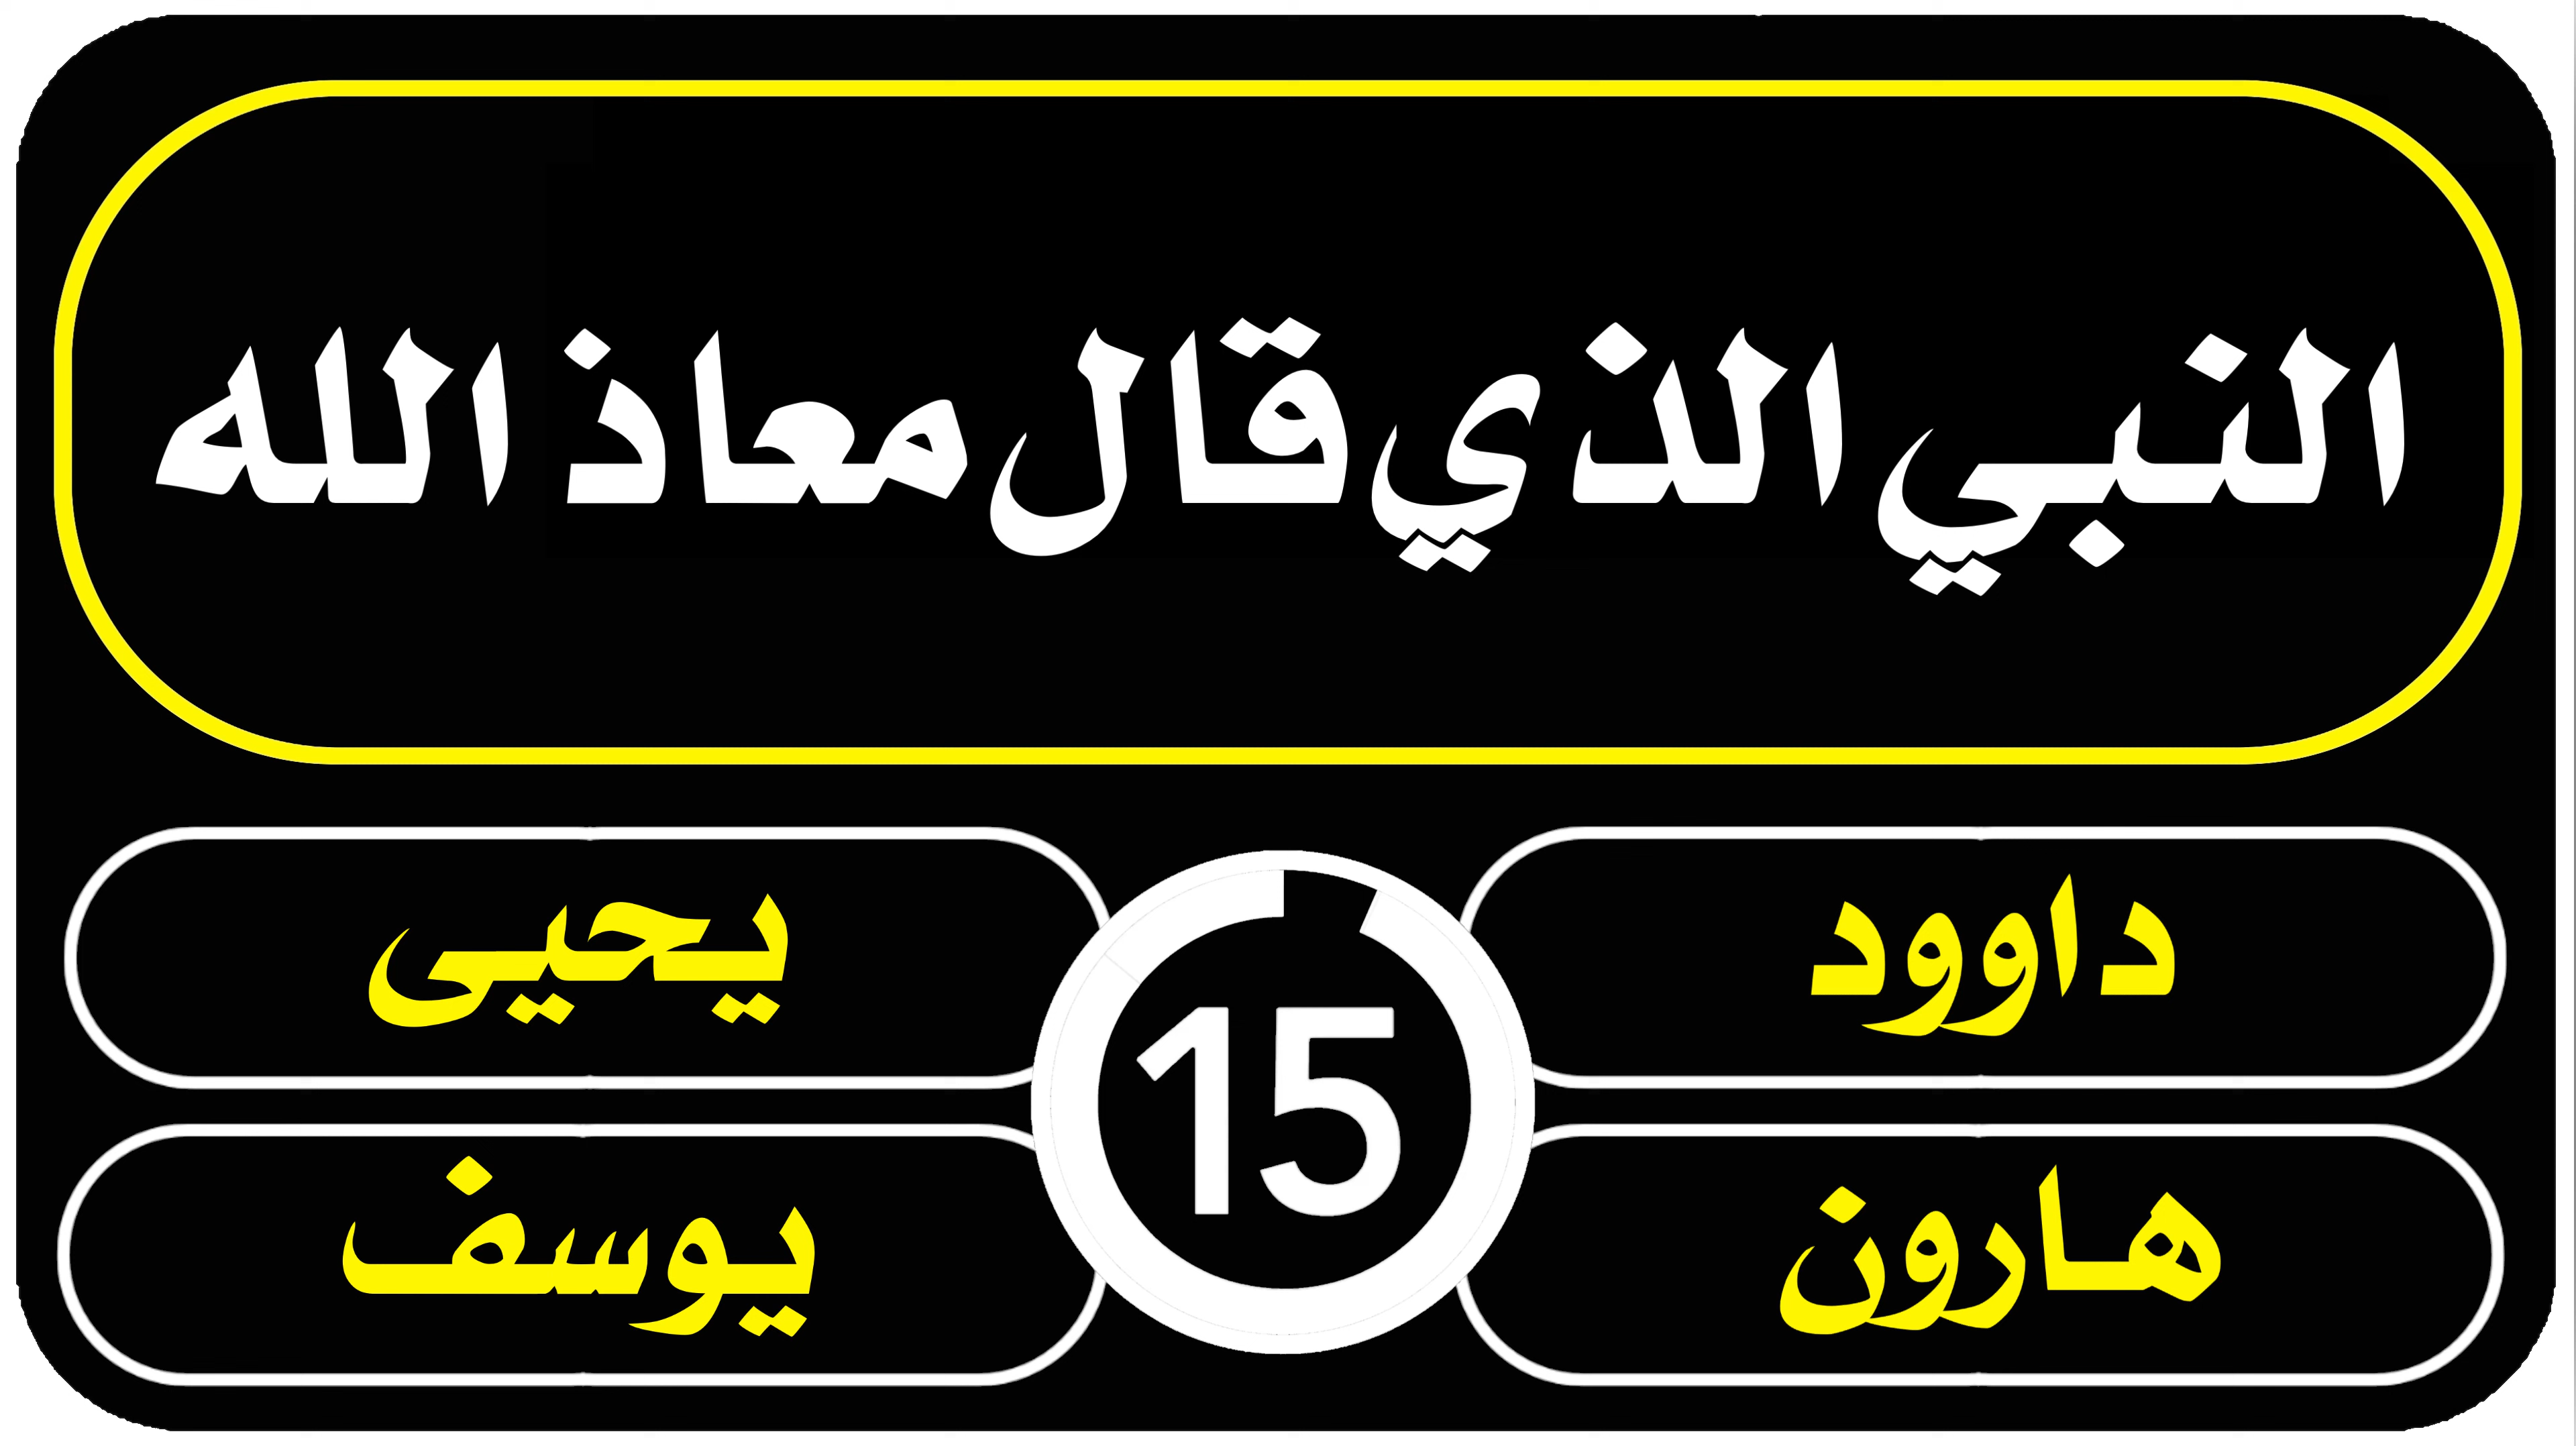 النبي الذي قال معاذ الله
داوود
يحيى
15
هارون
يوسف